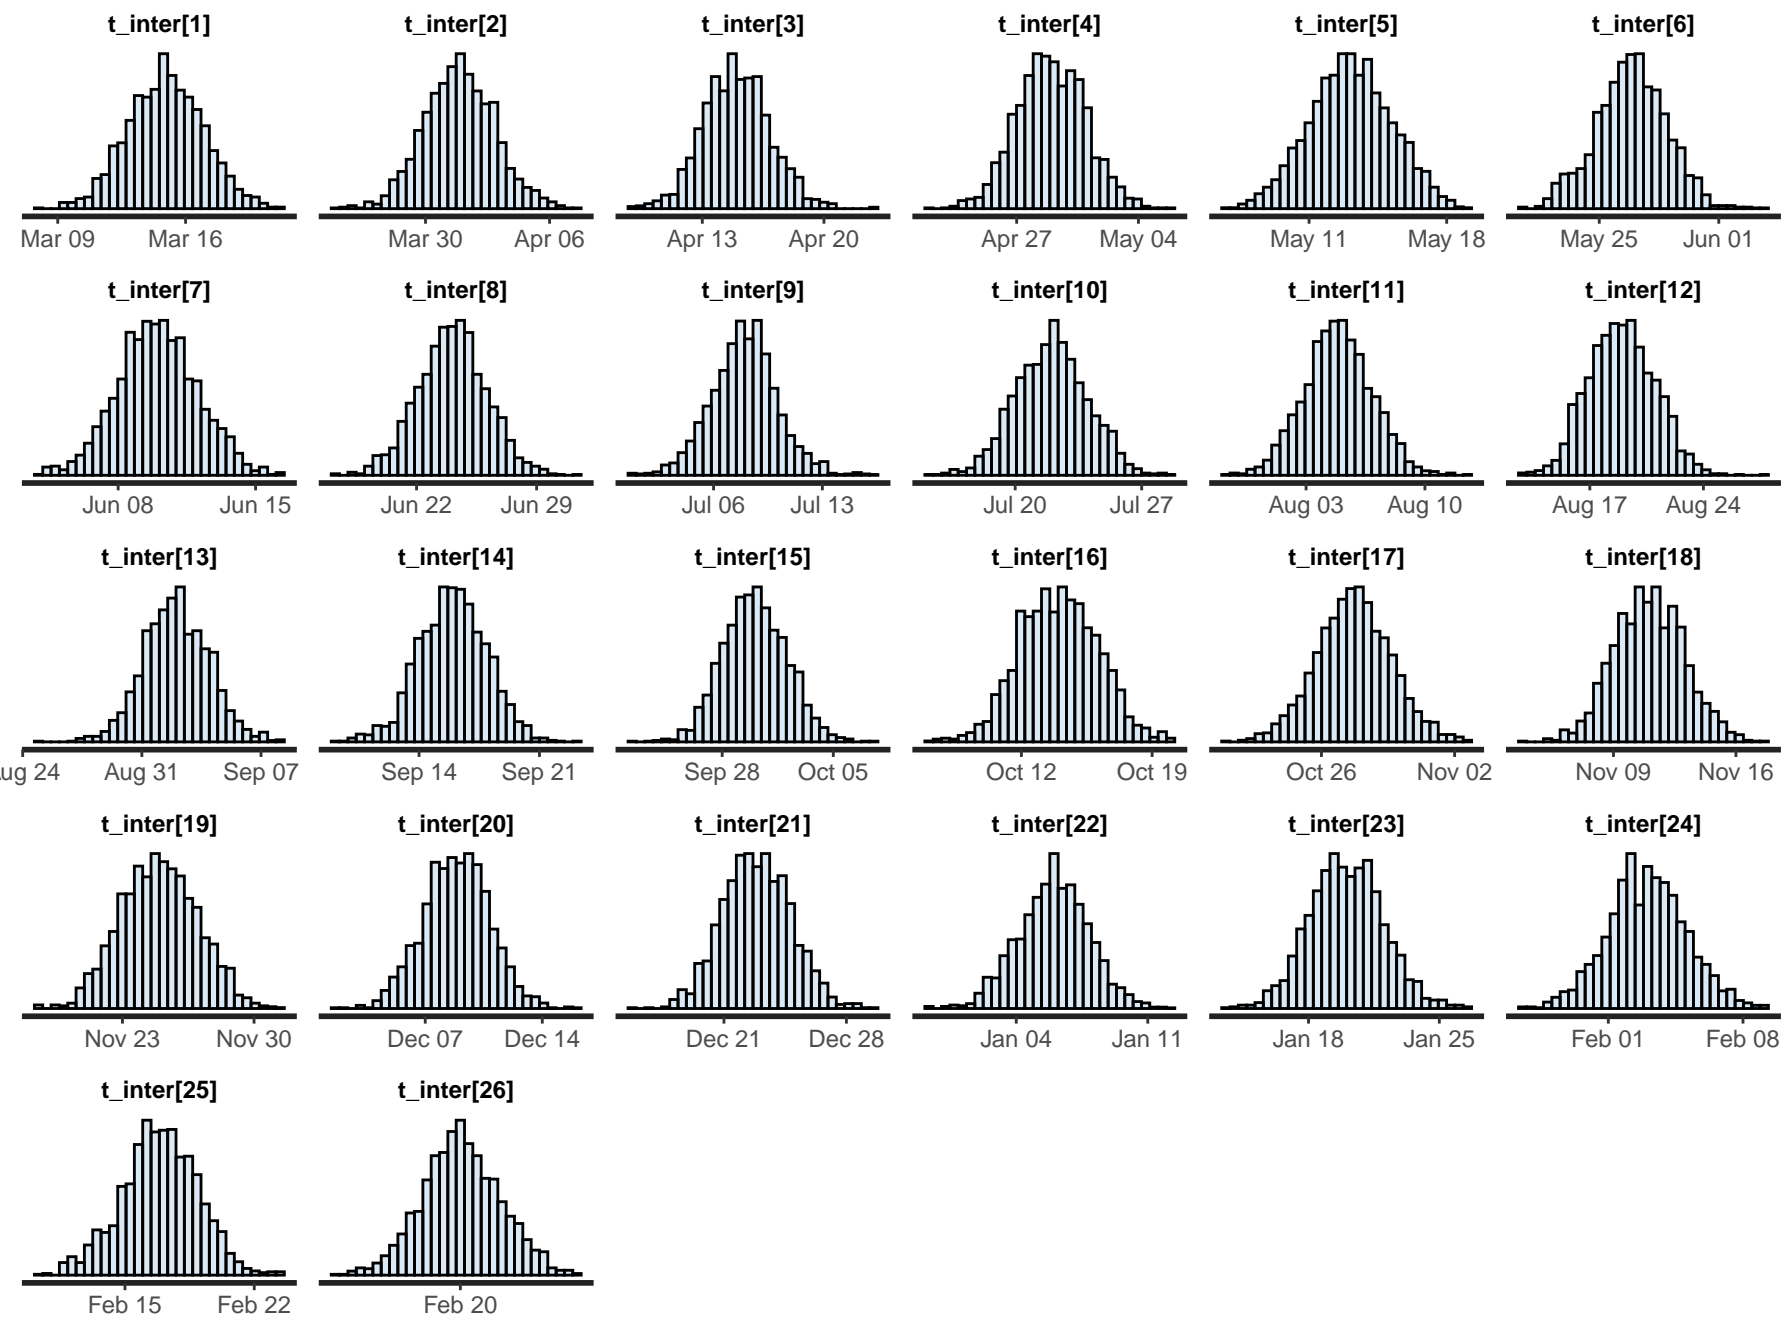 t_inter[1] t_inter[2] t_inter[3] t_inter[4] t_inter[5] t_inter[6]
Mar 09 Mar 16 Mar 30 Apr 06 Apr 13 Apr 20 Apr 27 May 04 May 11 May 18 May 25 Jun 01
t_inter[7] t_inter[8] t_inter[9] t_inter[10] t_inter[11] t_inter[12]
Jun 08 Jun 15 Jun 22 Jun 29 Jul 06 Jul 13 Jul 20 Jul 27 Aug 03 Aug 10 Aug 17 Aug 24
t_inter[13] t_inter[14] t_inter[15] t_inter[16] t_inter[17] t_inter[18]
ug 24 Aug 31 Sep 07 Sep 14 Sep 21 Sep 28 Oct 05 Oct 12 Oct 19 Oct 26 Nov 02 Nov 09 Nov 16
t_inter[19] t_inter[20] t_inter[21] t_inter[22] t_inter[23] t_inter[24]
Nov 23 Nov 30 Dec 07 Dec 14 Dec 21 Dec 28 Jan 04 Jan 11 Jan 18 Jan 25 Feb 01 Feb 08
t_inter[25] t_inter[26]
Feb 15 Feb 22 Feb 20